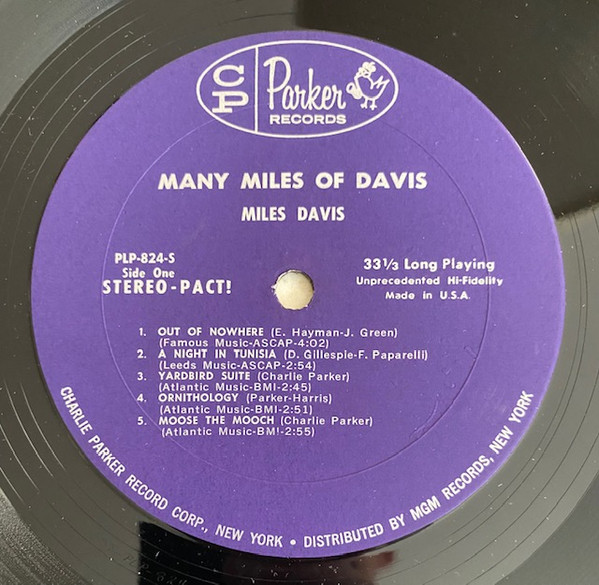 CP Parker
RECORDS
MANY MILES OF DAVIS
MILES DAVIS
PLP-824-S
Side One
STEREO-PACT!
33⅓ Long Playing
Unprecedented Hi-Fidelity
Made in U.S.A.
1. OUT OF NOWHERE (E. Hayman-J. Green)
(Famous Music-ASCAP-4:02)
2. A NIGHT IN TUNISIA (D. Gillespie-F. Paparelli)
(Leeds Music-ASCAP-2:54)
3. YARDBIRD SUITE (Charlie Parker)
(Atlantic Music-BMI-2:45)
4. ORNITHOLOGY (Parker-Harris)
(Atlantic Music-BMI-2:51)
5. MOOSE THE MOOCH (Charlie Parker)
(Atlantic Music-BM!-2:55)
CHARLIE PARKER RECORD CORP., NEW YORK • DISTRIBUTED BY MGM RECORDS, NEW YORK